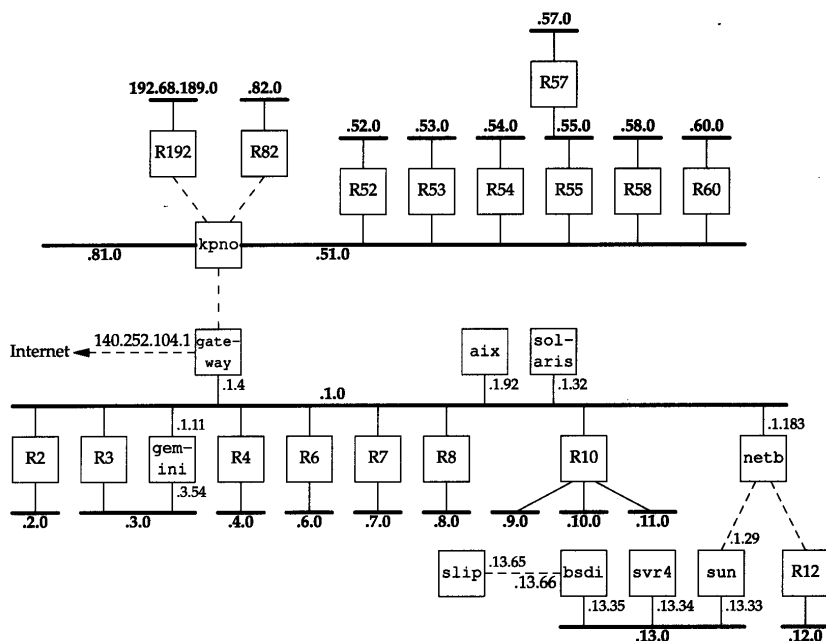 .57.0
R57
192.68.189.0
.82.0
.52.0
.53.0
.54.0
.55.0
.58.0
.60.0
R192
R82
R52
R53
R54
R55
R58
R60
kpno
.81.0
.51.0
140.252.104.1
Internet
gate-
way
aix
sol-
aris
.1.4
.1.92
.1.32
.1.0
.1.11
.1.183
R2
R3
gem-
ini
R4
R6
R7
R8
R10
netb
.3.54
.2.0
.3.0
.4.0
.6.0
.7.0
.8.0
.9.0
.10.0
.11.0
.1.29
slip
.13.65
.13.66
bsdi
svr4
sun
R12
.13.35
.13.34
.13.33
.13.0
.12.0